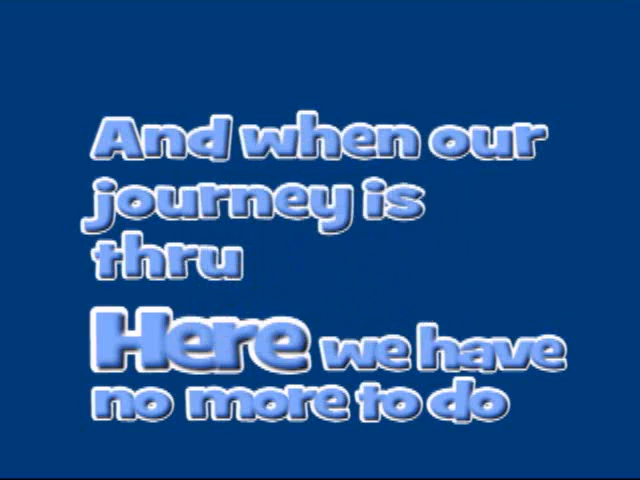 And when our
journey is
thru
Here we have
no more to do